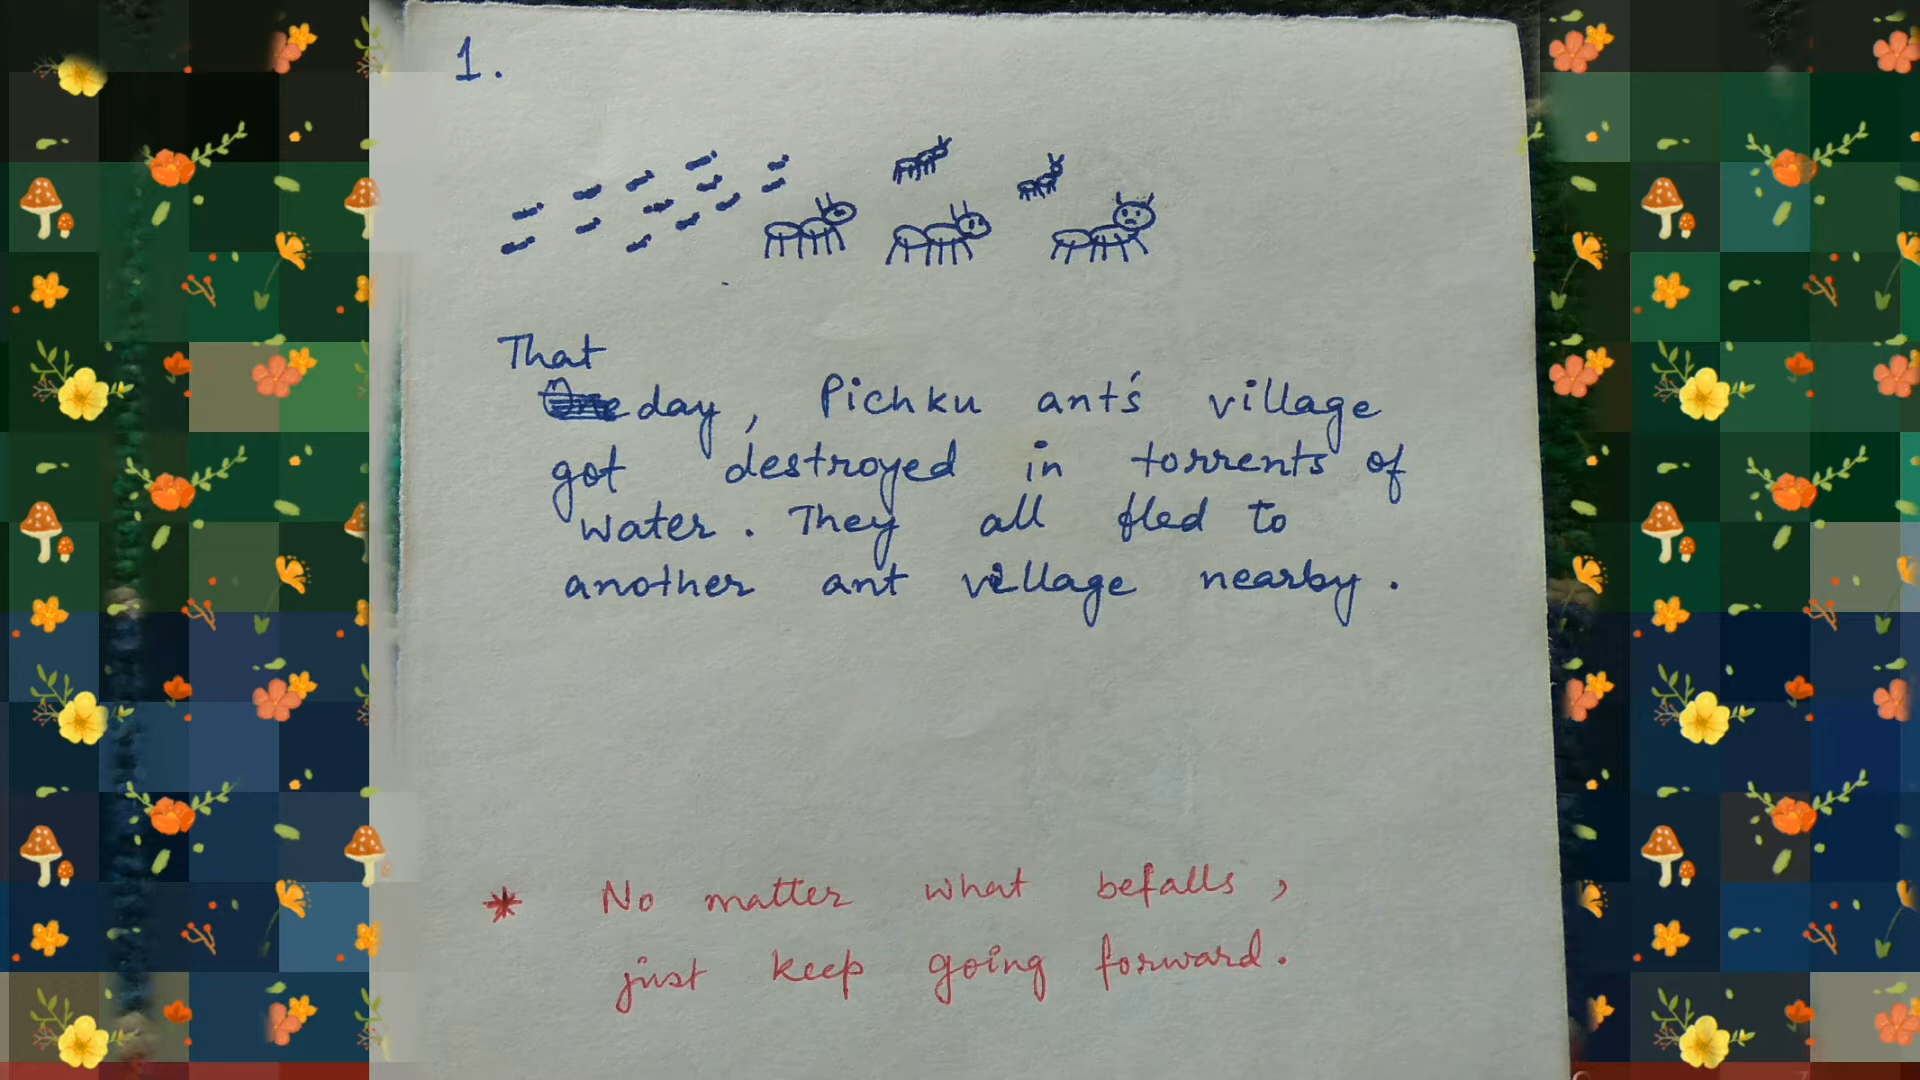 1.
That
day, Pichku ant's village
got destroyed in torrents of
water. They all fled to
another ant village nearby.
* No matter what befalls,
just keep going forward.